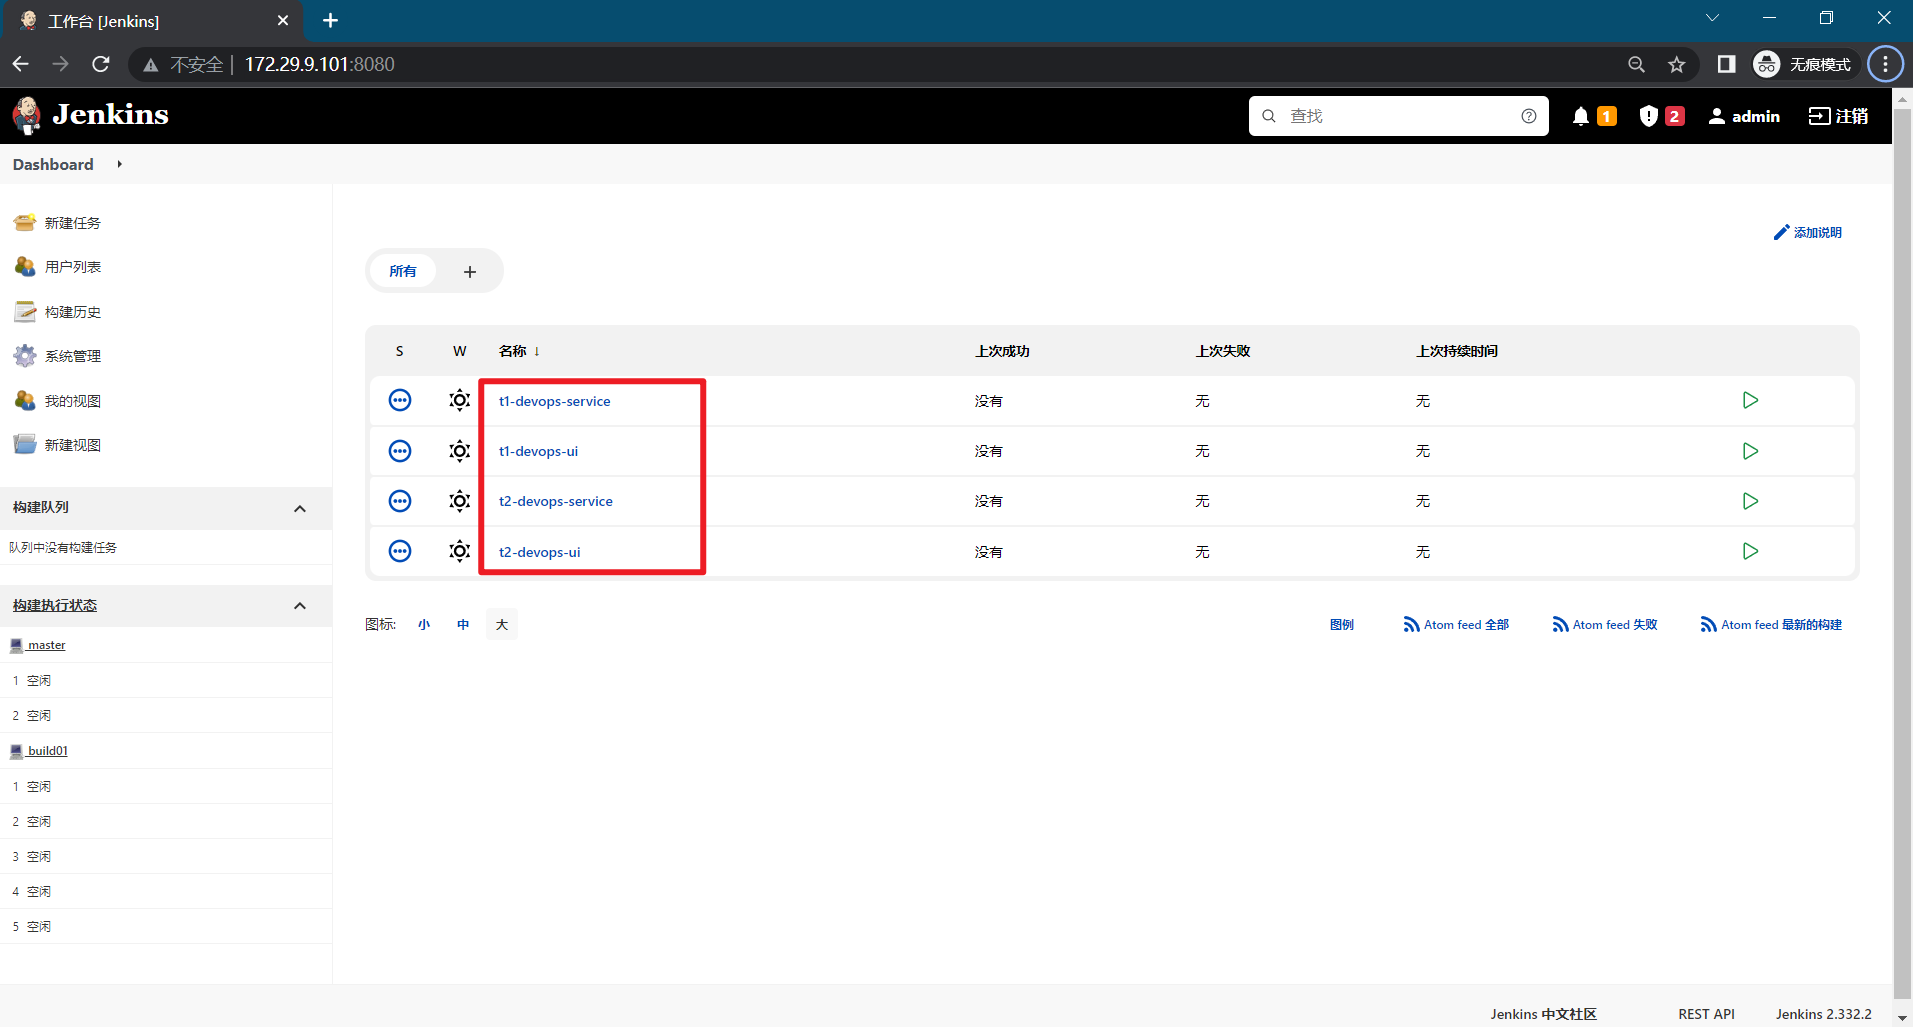 工作台 [Jenkins]
不安全 172.29.9.101:8080
无痕模式
Jenkins
查找
1
2
admin
注销
Dashboard
新建任务
用户列表
构建历史
系统管理
我的视图
新建视图
构建队列
队列中没有构建任务
构建执行状态
master
1 空闲
2 空闲
build01
1 空闲
2 空闲
3 空闲
4 空闲
5 空闲
添加说明
所有 +
S W 名称 ↓ 上次成功 上次失败 上次持续时间
t1-devops-service 没有 无 无
t1-devops-ui 没有 无 无
t2-devops-service 没有 无 无
t2-devops-ui 没有 无 无
图标: 小 中 大
图例 Atom feed 全部 Atom feed 失败 Atom feed 最新的构建
Jenkins 中文社区 REST API Jenkins 2.332.2